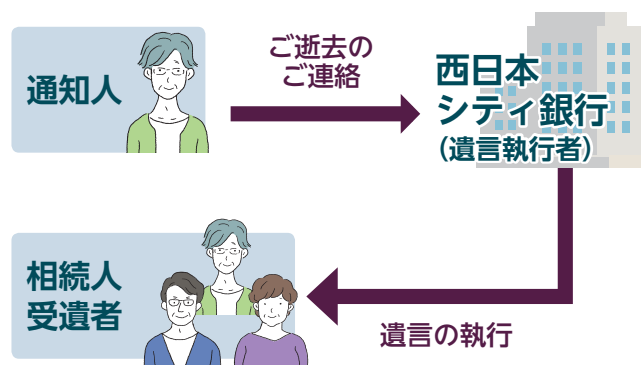 通知人
ご逝去の
ご連絡
西日本
シティ銀行
(遺言執行者)
相続人
受遺者
遺言の執行